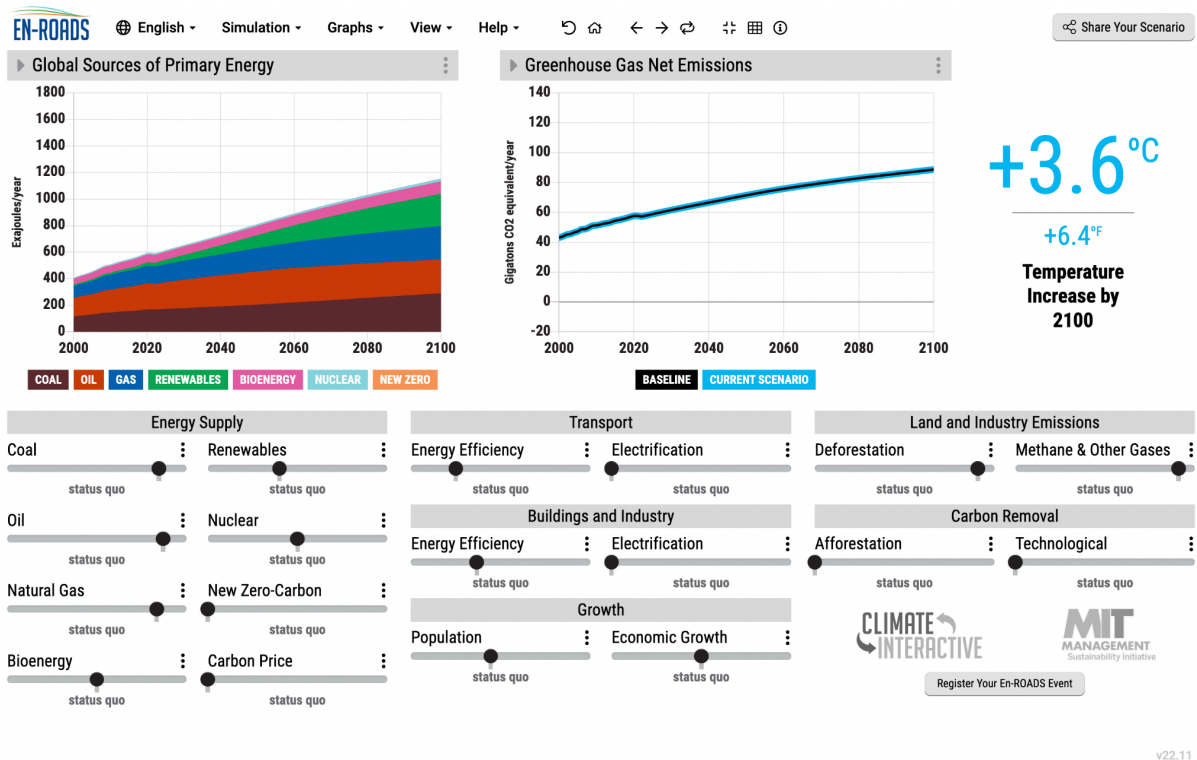 EN-ROADS
English
Simulation
Graphs
View
Help
Share Your Scenario
Global Sources of Primary Energy
Exajoules/year
1800
1600
1400
1200
1000
800
600
400
200
0
2000 2020 2040 2060 2080 2100
COAL OIL GAS RENEWABLES BIOENERGY NUCLEAR NEW ZERO
Greenhouse Gas Net Emissions
Gigatons CO2 equivalent/year
140
120
100
80
60
40
20
0
-20
2000 2020 2040 2060 2080 2100
BASELINE CURRENT SCENARIO
+3.6°C
+6.4°F
Temperature
Increase by
2100
Energy Supply
Coal
status quo
Renewables
status quo
Oil
status quo
Nuclear
status quo
Natural Gas
status quo
New Zero-Carbon
status quo
Bioenergy
status quo
Carbon Price
status quo
Transport
Energy Efficiency
status quo
Electrification
status quo
Buildings and Industry
Energy Efficiency
status quo
Electrification
status quo
Growth
Population
status quo
Economic Growth
status quo
Land and Industry Emissions
Deforestation
status quo
Methane & Other Gases
status quo
Carbon Removal
Afforestation
status quo
Technological
status quo
CLIMATE
INTERACTIVE
MIT
MANAGEMENT
Sustainability Initiative
Register Your En-ROADS Event
v22.11